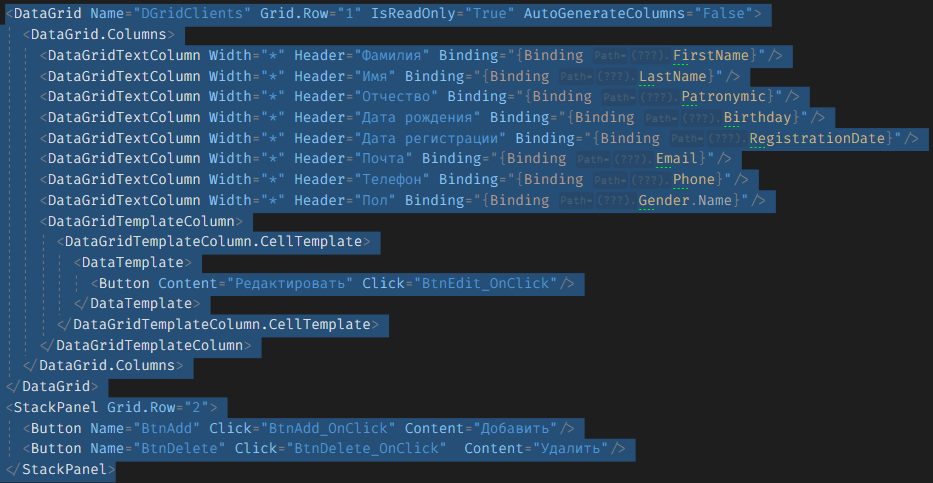 <DataGrid Name="DGridClients" Grid.Row="1" IsReadOnly="True" AutoGenerateColumns="False">
<DataGrid.Columns>
<DataGridTextColumn Width="*" Header="Фамилия" Binding="{Binding Path=(???).FirstName}"/>
<DataGridTextColumn Width="*" Header="Имя" Binding="{Binding Path=(???).LastName}"/>
<DataGridTextColumn Width="*" Header="Отчество" Binding="{Binding Path=(???).Patronymic}"/>
<DataGridTextColumn Width="*" Header="Дата рождения" Binding="{Binding Path=(???).Birthday}"/>
<DataGridTextColumn Width="*" Header="Дата регистрации" Binding="{Binding Path=(???).RegistrationDate}"/>
<DataGridTextColumn Width="*" Header="Почта" Binding="{Binding Path=(???).Email}"/>
<DataGridTextColumn Width="*" Header="Телефон" Binding="{Binding Path=(???).Phone}"/>
<DataGridTextColumn Width="*" Header="Пол" Binding="{Binding Path=(???).Gender.Name}"/>
<DataGridTemplateColumn>
<DataGridTemplateColumn.CellTemplate>
<DataTemplate>
<Button Content="Редактировать" Click="BtnEdit_OnClick"/>
</DataTemplate>
</DataGridTemplateColumn.CellTemplate>
</DataGridTemplateColumn>
</DataGrid.Columns>
</DataGrid>
<StackPanel Grid.Row="2">
<Button Name="BtnAdd" Click="BtnAdd_OnClick" Content="Добавить"/>
<Button Name="BtnDelete" Click="BtnDelete_OnClick"  Content="Удалить"/>
</StackPanel>